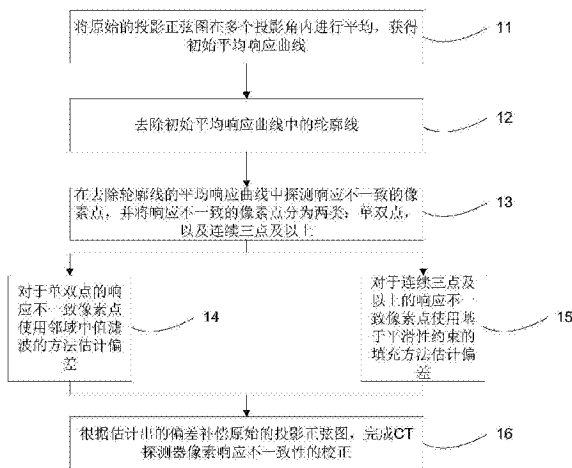 将原始的投影正弦图在多个投影角内进行平均，获得
初始平均响应曲线
11
去除初始平均响应曲线中的轮廓线
12
在去除轮廓线的平均响应曲线中探测响应不一致的像
素点，并将响应不一致的像素点分为两类：单双点，
以及连续三点及以上
13
对于单双点的响
应不一致像素点
使用邻域中值滤
波的方法估计偏
差
14
对于连续三点及
以上的响应不一
致像素点使用基
于平滑性约束的
填充方法估计偏
差
15
根据估计出的偏差补偿原始的投影正弦图，完成CT
探测器像素响应不一致性的校正
16